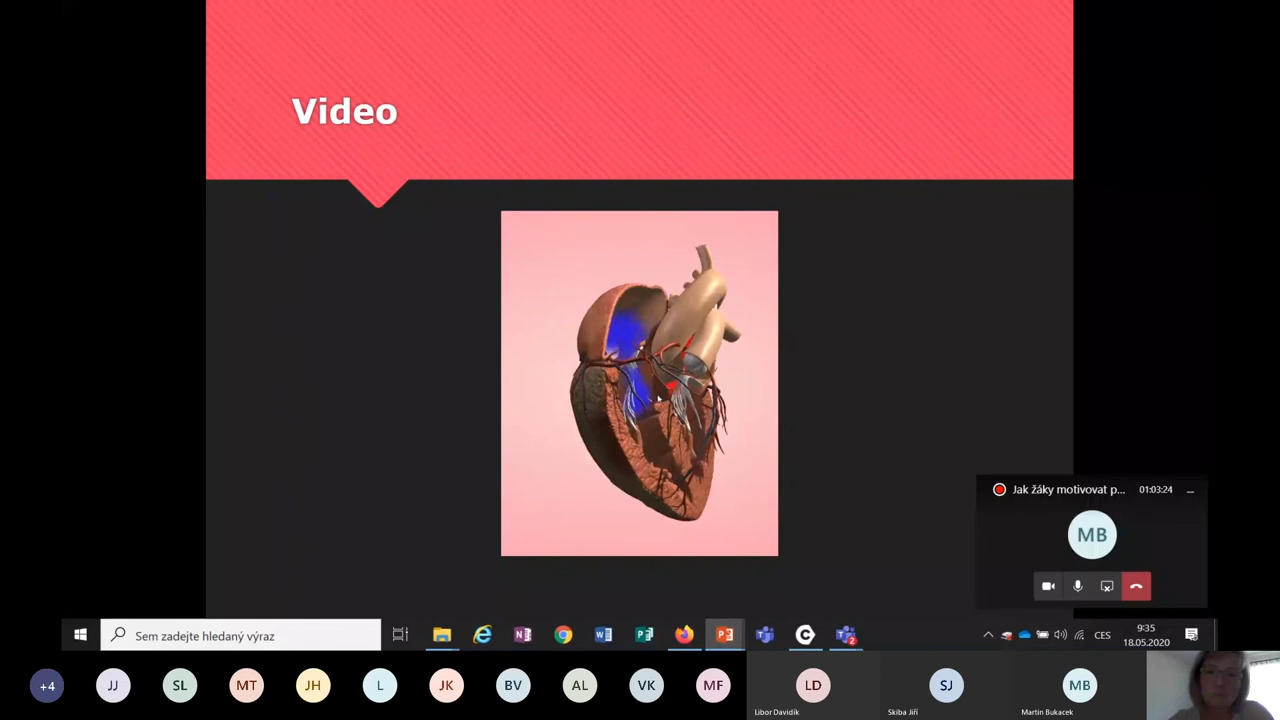 Video
Jak žáky motivovat p...
01:03:24
MB
Sem zadejte hledaný výraz
CES
9:35
18.05.2020
2
+4
JJ
SL
MT
JH
L
JK
BV
AL
VK
MF
LD
Libor Davidík
SJ
Skiba Jiří
MB
Martin Bukacek